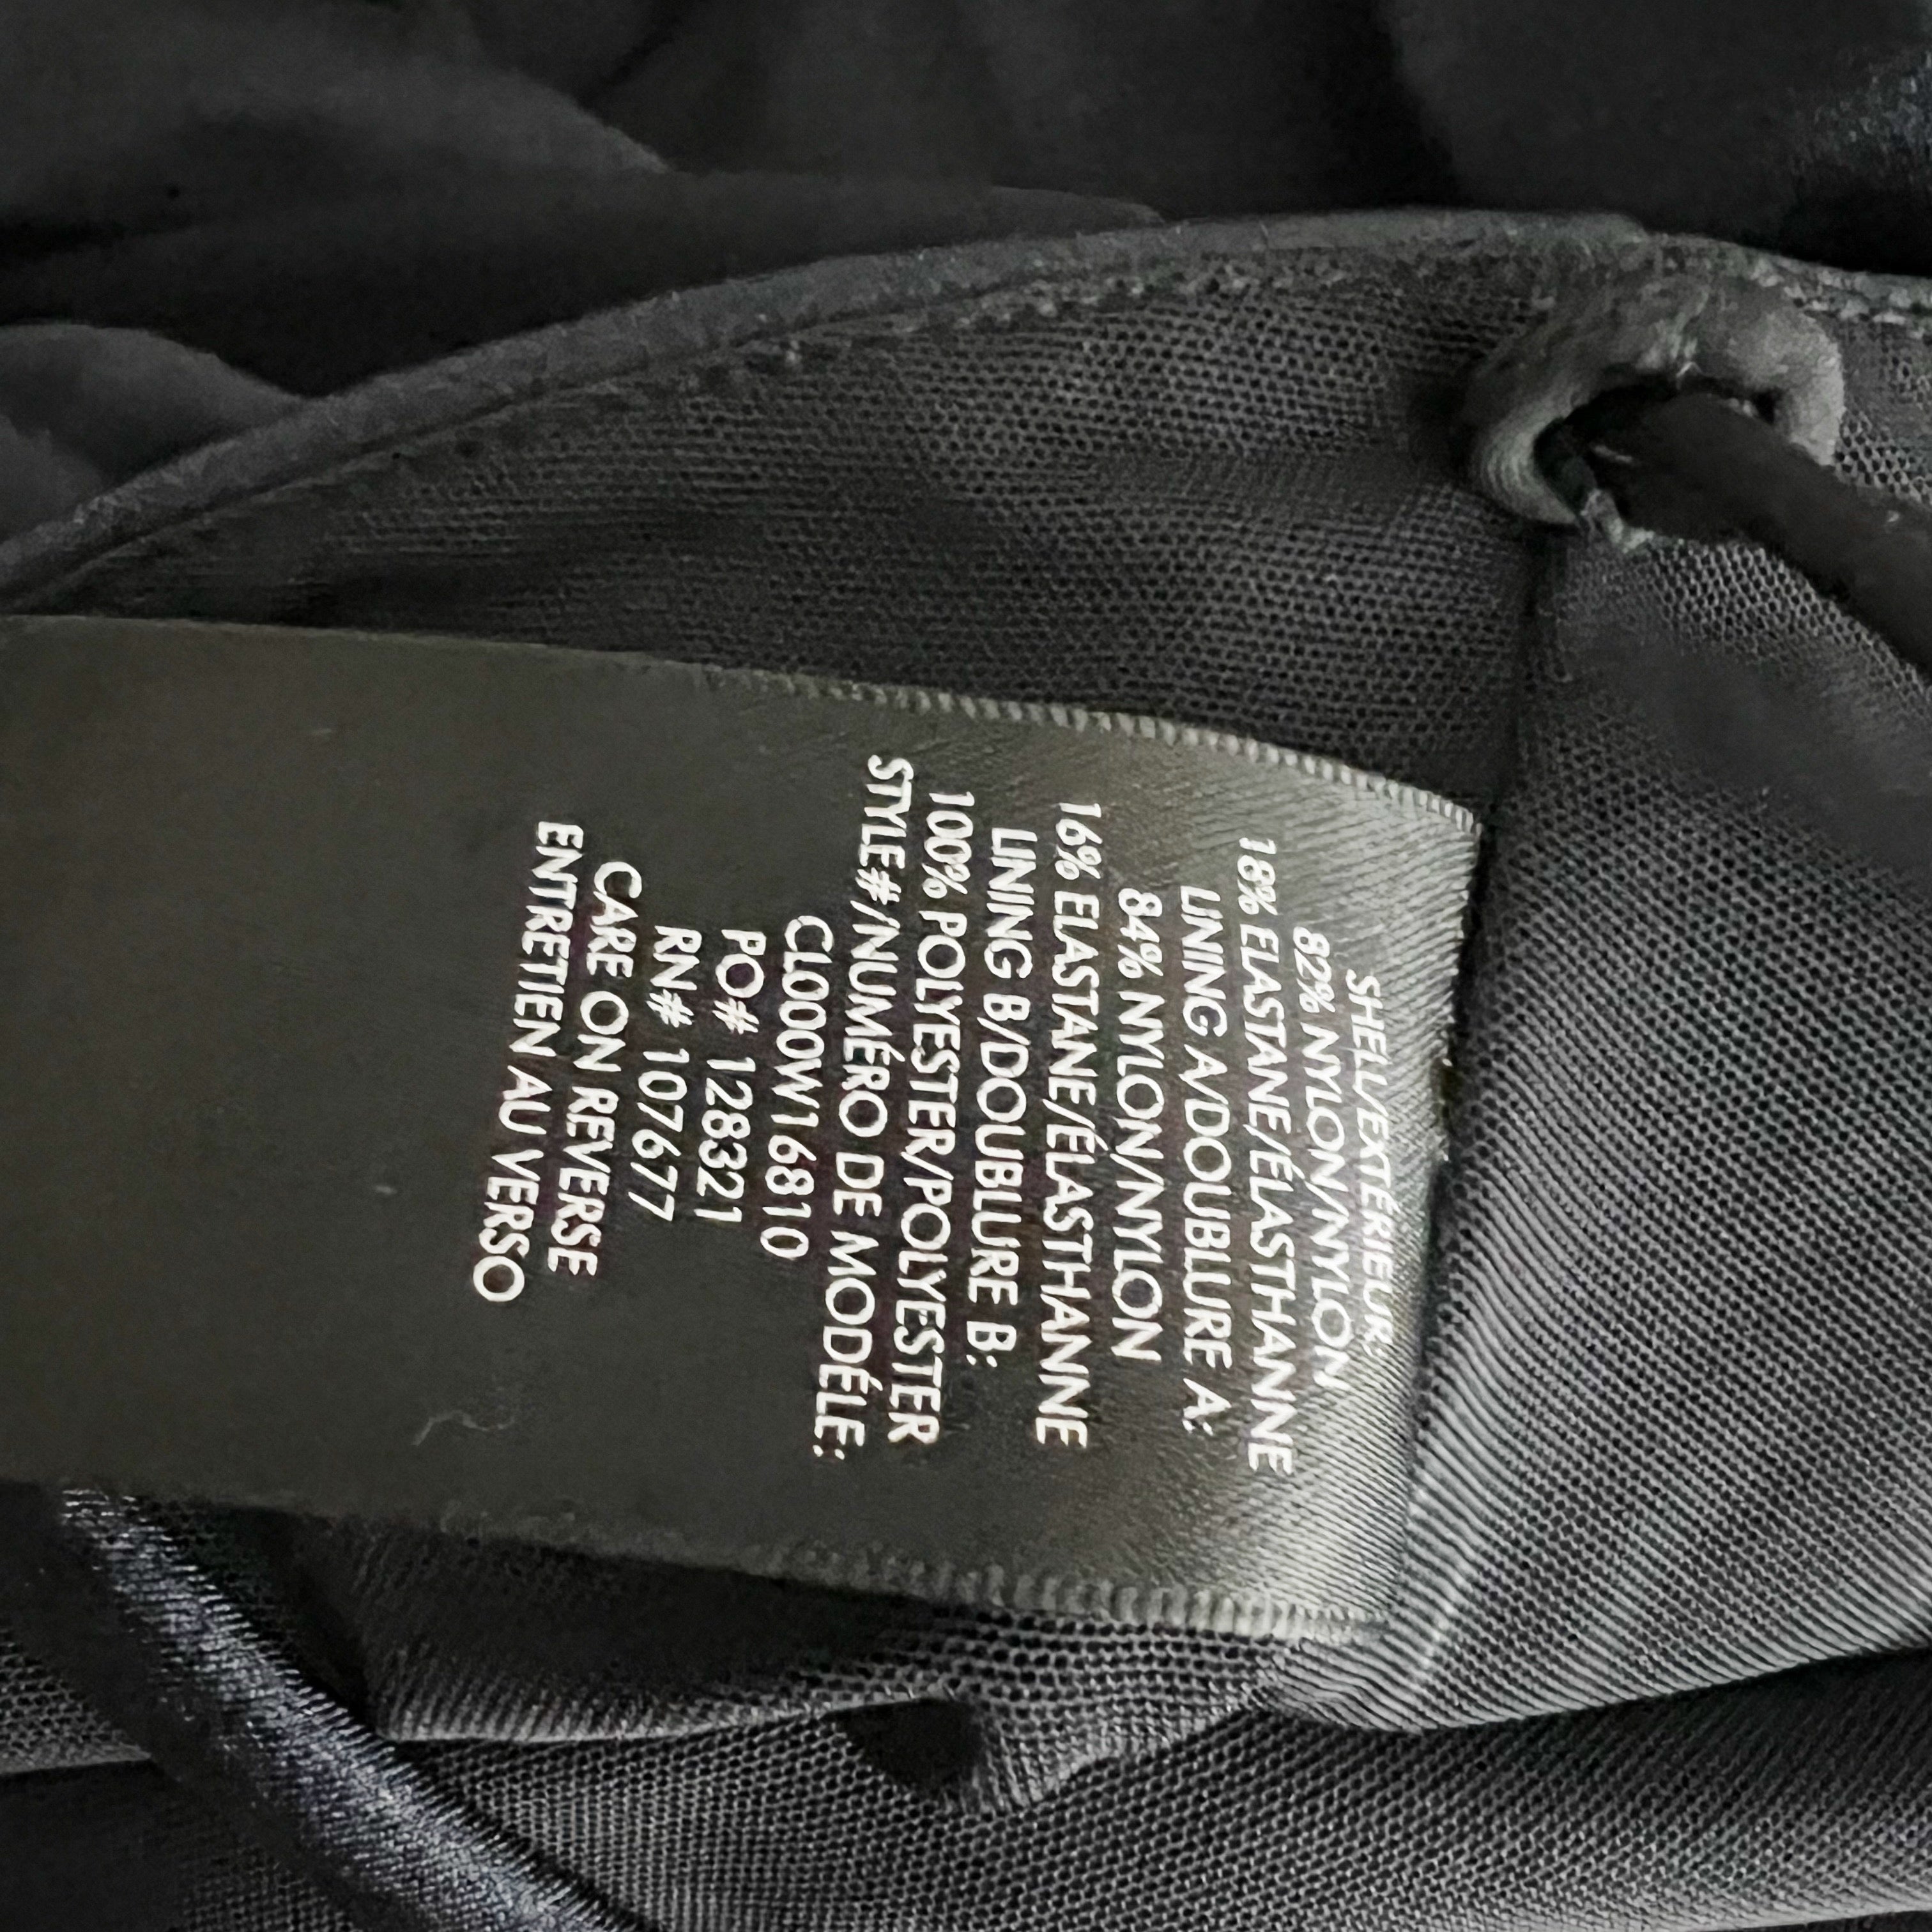 SHELL/EXTÉRIEUR:
82% NYLON/NYLON
18% ELASTANE/ÉLASTHANNE
LINING A/DOUBLURE A:
84% NYLON/NYLON
16% ELASTANE/ÉLASTHANNE
LINING B/DOUBLURE B:
100% POLYESTER/POLYESTER
STYLE#/NUMÉRO DE MODÉLE:
CL000W16810
PO# 128321
RN# 107677
CARE ON REVERSE
ENTRETIEN AU VERSO